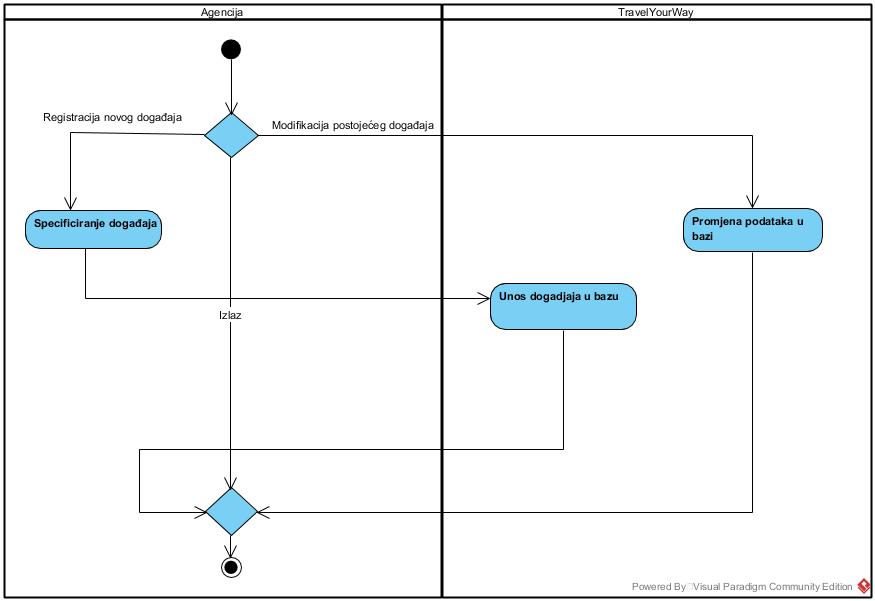 Agencija
TravelYourWay
Registracija novog događaja
Modifikacija postojećeg događaja
Specificiranje događaja
Promjena podataka u
bazi
Unos dogadjaja u bazu
Izlaz
Powered By Visual Paradigm Community Edition